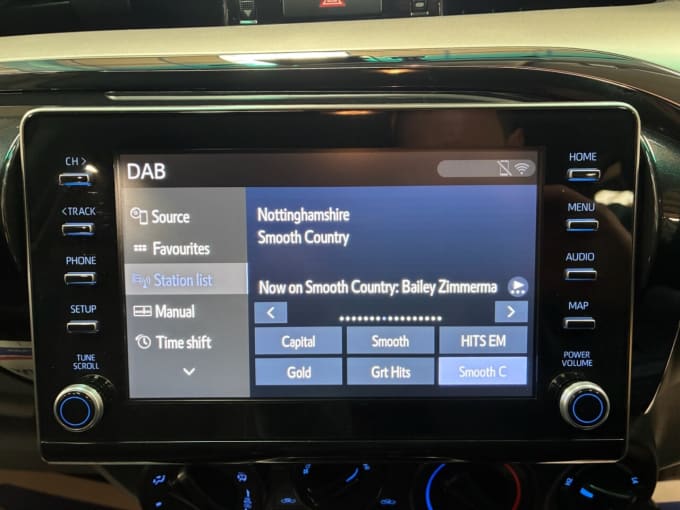 DAB
CH >
< TRACK
PHONE
SETUP
TUNE
SCROLL
Source
Favourites
Station list
Manual
Time shift
Nottinghamshire
Smooth Country
Now on Smooth Country: Bailey Zimmerma
Capital
Smooth
HITS EM
Gold
Grt Hits
Smooth C
HOME
MENU
AUDIO
MAP
POWER
VOLUME